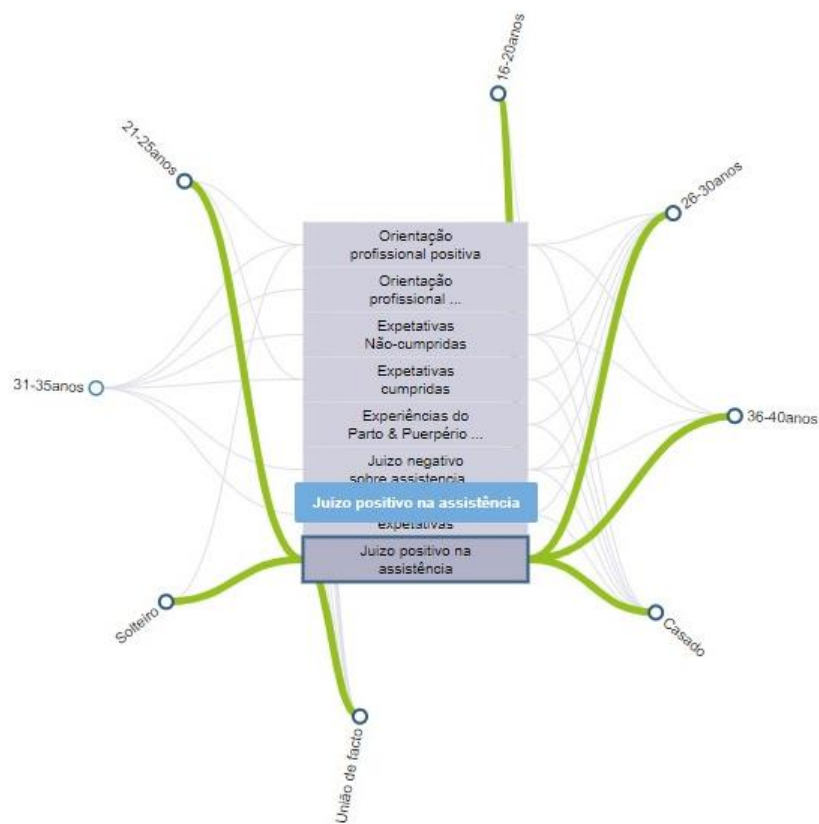 16-20anos
21-25anos
26-30anos
Orientação
profissional positiva
Orientação
profissional ...
Expetativas
Não-cumpridas
31-35anos
Expetativas
cumpridas
36-40anos
Experiências do
Parto & Puerpério ...
Juizo negativo
sobre assistencia
Juizo positivo na assistência
expetativas
Juizo positivo na
assistência
Solteiro
Casado
União de facto